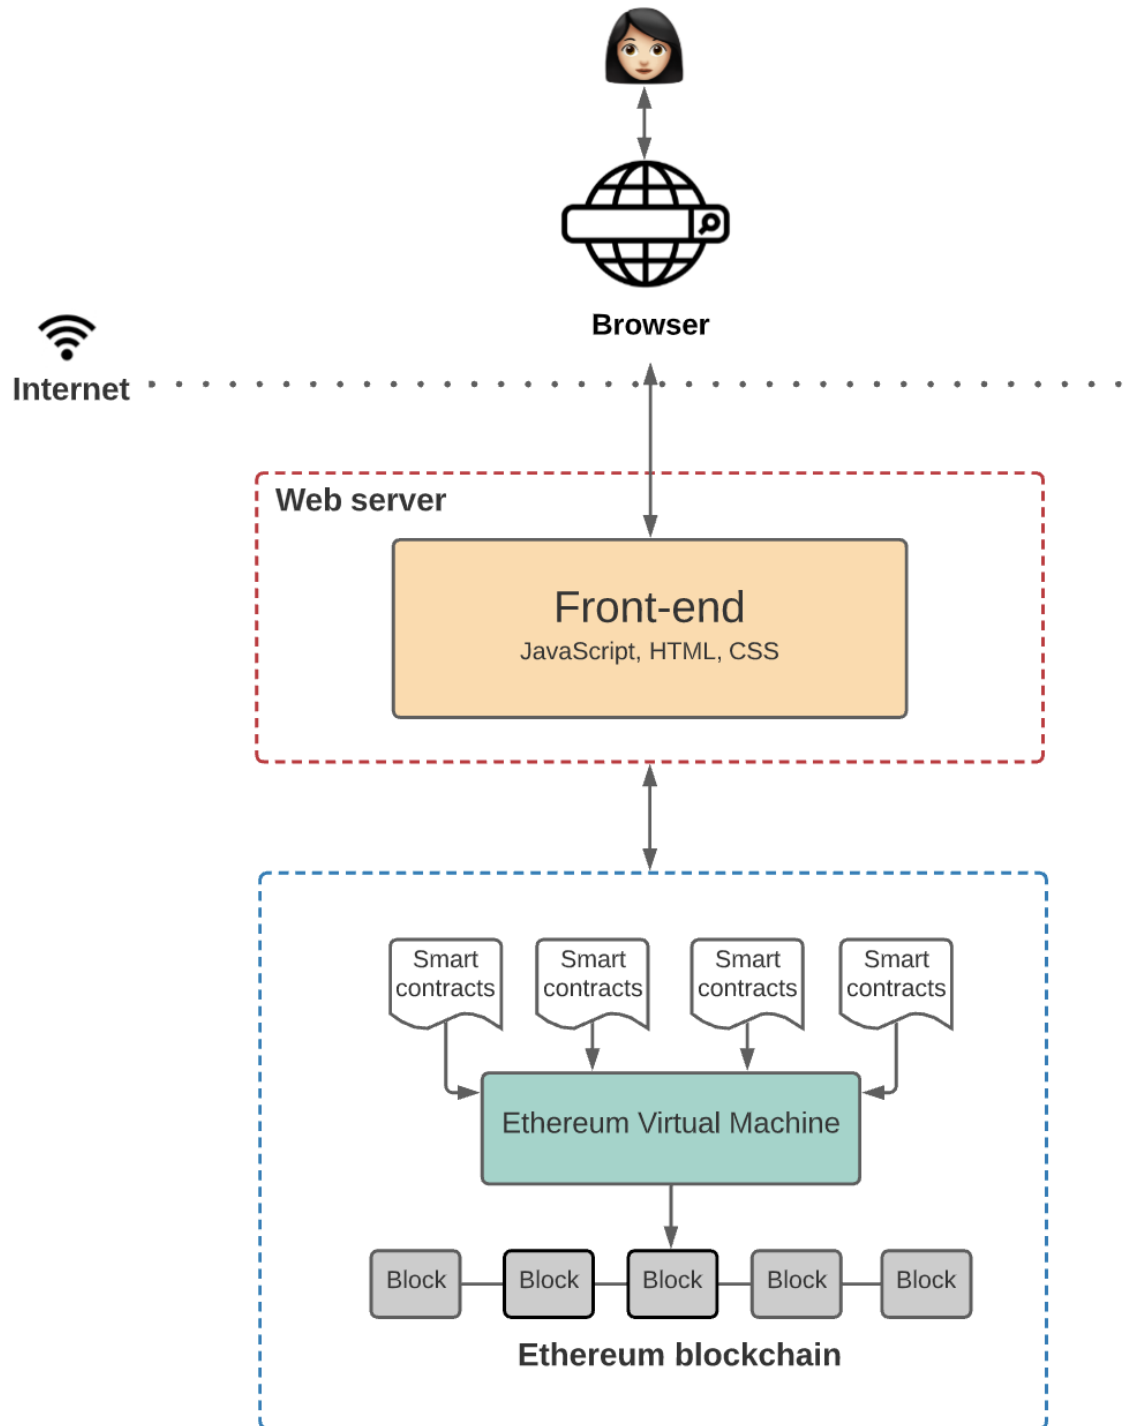 Browser
Internet
Web server
Front-end
JavaScript, HTML, CSS
Smart
contracts
Smart
contracts
Smart
contracts
Smart
contracts
Ethereum Virtual Machine
Block
Block
Block
Block
Block
Ethereum blockchain